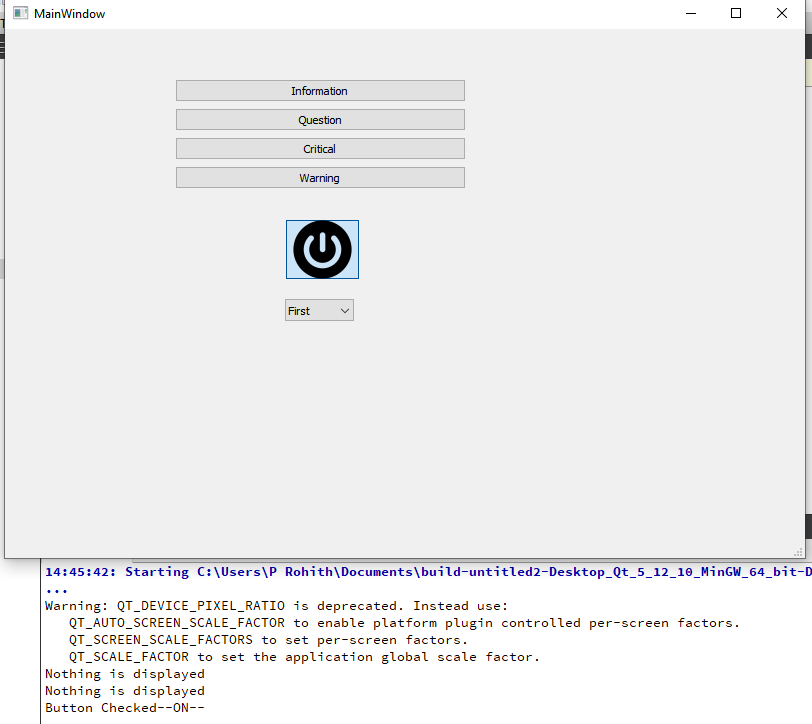 MainWindow
Information
Question
Critical
Warning
First
14:45:42: Starting C:\Users\P Rohith\Documents\build-untitled2-Desktop_Qt_5_12_10_MinGW_64_bit-D
...
Warning: QT_DEVICE_PIXEL_RATIO is deprecated. Instead use:
   QT_AUTO_SCREEN_SCALE_FACTOR to enable platform plugin controlled per-screen factors.
   QT_SCREEN_SCALE_FACTORS to set per-screen factors.
   QT_SCALE_FACTOR to set the application global scale factor.
Nothing is displayed
Nothing is displayed
Button Checked--ON--